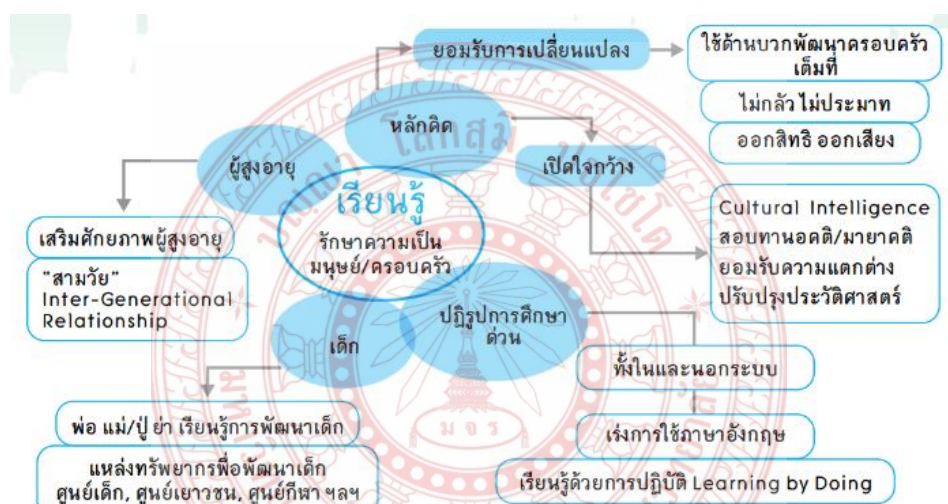 ยอมรับการเปลี่ยนแปลง
ใช้ด้านบวกพัฒนาครอบครัว
เต็มที่
ไม่กลัว ไม่ประมาท
ออกสิทธิ ออกเสียง
หลักคิด
เปิดใจกว้าง
Cultural Intelligence
สอบทานอคติ/มายาคติ
ยอมรับความแตกต่าง
ปรับปรุงประวัติศาสตร์
ผู้สูงอายุ
เสริมศักยภาพผู้สูงอายุ
"สามวัย"
Inter-Generational
Relationship
เรียนรู้
รักษาความเป็น
มนุษย์/ครอบครัว
ปฏิรูปการศึกษา
ด่วน
ทั้งในและนอกระบบ
เร่งการใช้ภาษาอังกฤษ
เรียนรู้ด้วยการปฏิบัติ Learning by Doing
เด็ก
พ่อ แม่/ปู่ ย่า เรียนรู้การพัฒนาเด็ก
แหล่งทรัพยากรพื่อพัฒนาเด็ก
ศูนย์เด็ก, ศูนย์เยาวชน, ศูนย์กีฬา ฯลฯ
ม จ ร